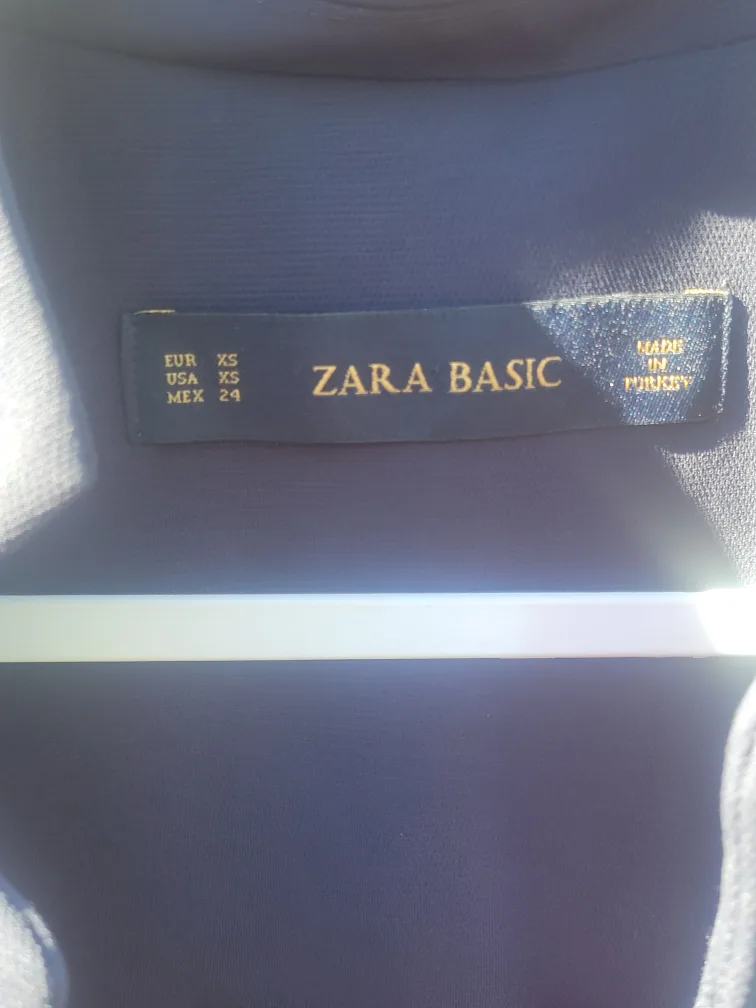 EUR XS
USA XS
MEX 24
ZARA BASIC
MADE
IN
TURKEY